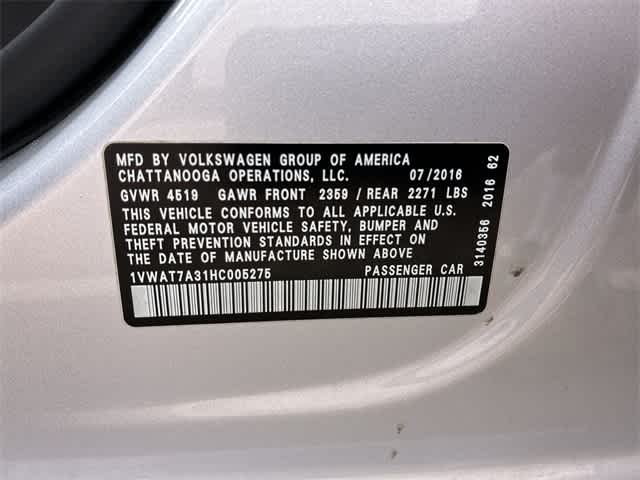 MFD BY VOLKSWAGEN GROUP OF AMERICA
CHATTANOOGA OPERATIONS, LLC. 07/2016
GVWR 4519 GAWR FRONT 2359 / REAR 2271 LBS
THIS VEHICLE CONFORMS TO ALL APPLICABLE U.S.
FEDERAL MOTOR VEHICLE SAFETY, BUMPER AND
THEFT PREVENTION STANDARDS IN EFFECT ON
THE DATE OF MANUFACTURE SHOWN ABOVE
1VWAT7A31HC005275 PASSENGER CAR
3140356 2016 62